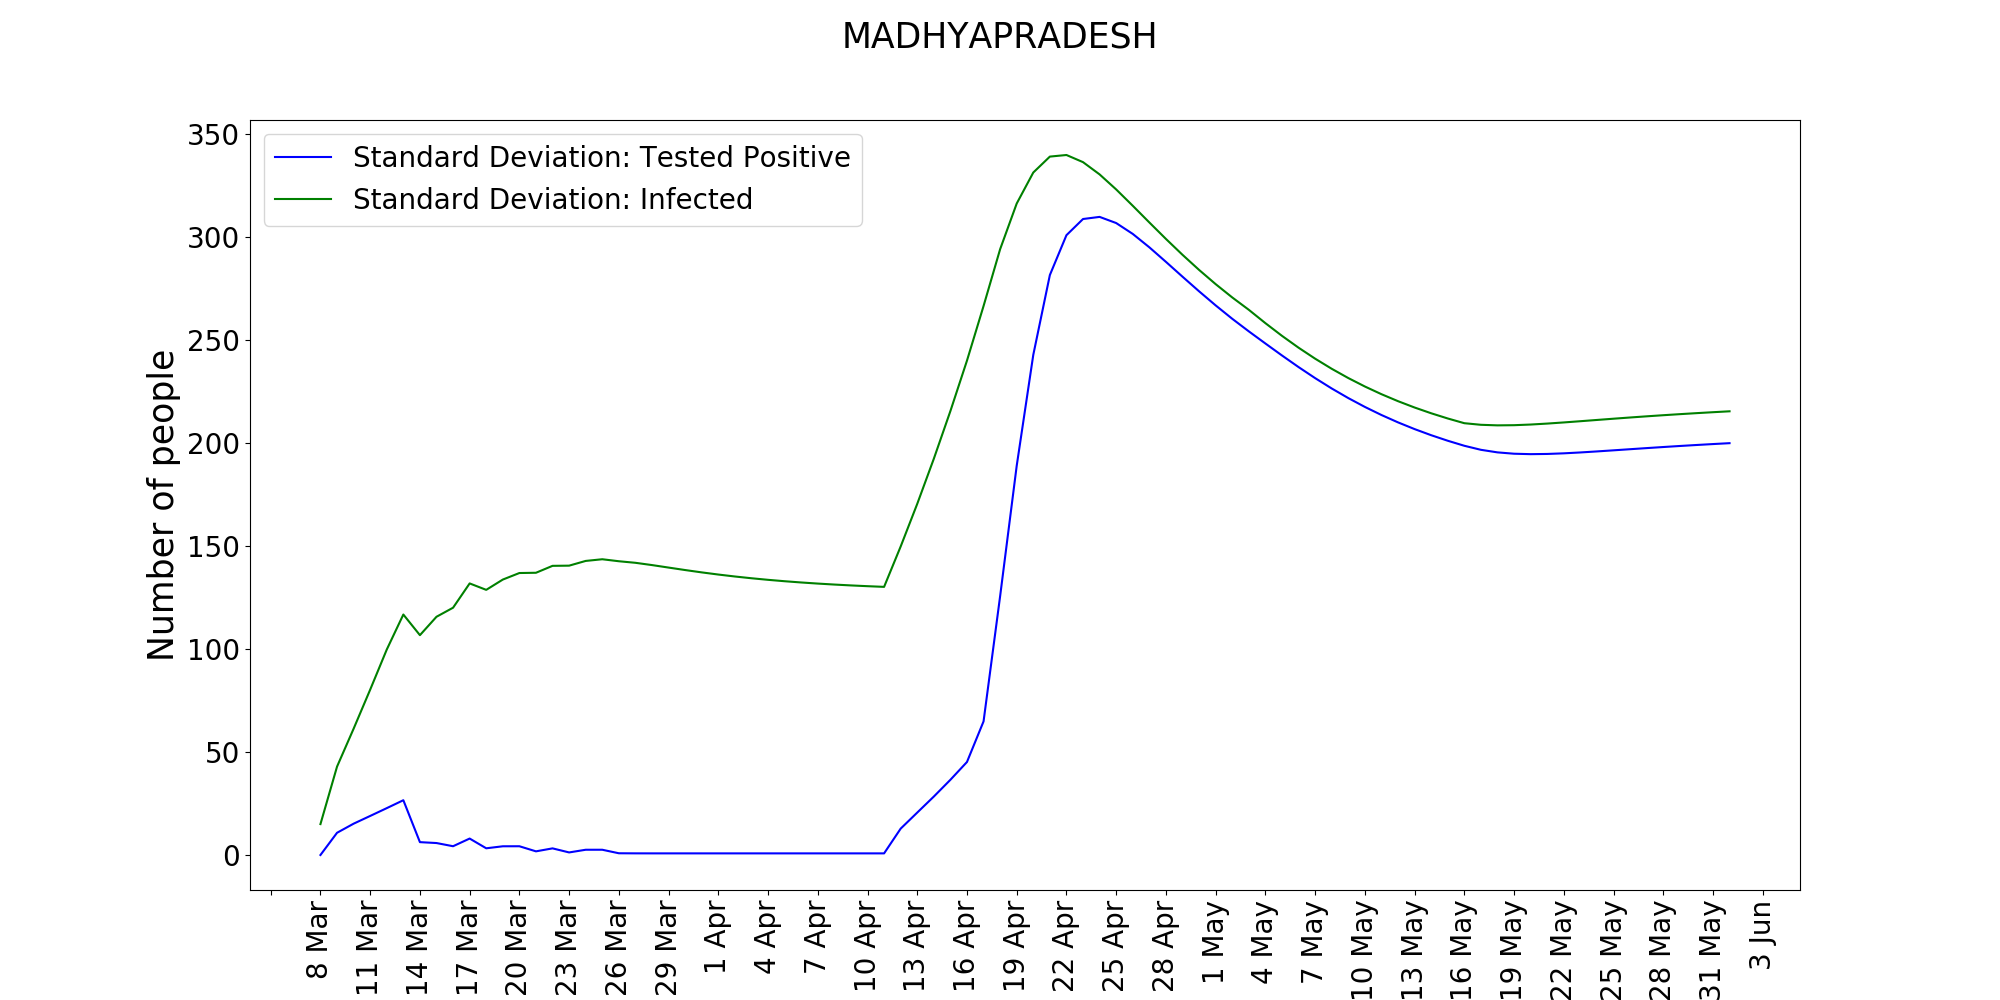 MADHYAPRADESH
Standard Deviation: Tested Positive
Standard Deviation: Infected
Number of people
350
300
250
200
150
100
50
0
8 Mar
11 Mar
14 Mar
17 Mar
20 Mar
23 Mar
26 Mar
29 Mar
1 Apr
4 Apr
7 Apr
10 Apr
13 Apr
16 Apr
19 Apr
22 Apr
25 Apr
28 Apr
1 May
4 May
7 May
10 May
13 May
16 May
19 May
22 May
25 May
28 May
31 May
3 Jun